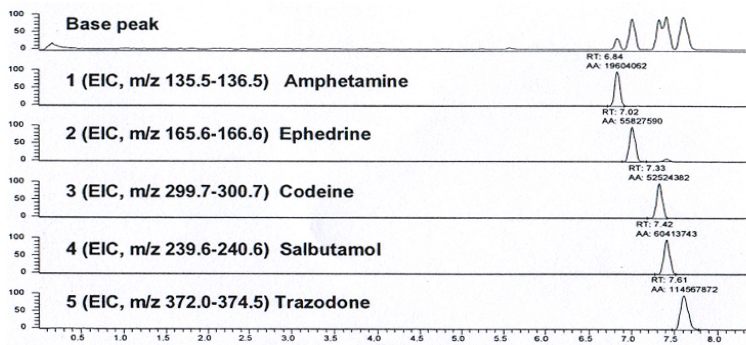 100
50
0
Base peak
RT: 6.84
AA: 19604062
100
50
0
1 (EIC, m/z 135.5-136.5) Amphetamine
RT: 7.02
AA: 55827590
100
50
0
2 (EIC, m/z 165.6-166.6) Ephedrine
RT: 7.33
AA: 52524382
100
50
0
3 (EIC, m/z 299.7-300.7) Codeine
RT: 7.42
AA: 60413743
100
50
0
4 (EIC, m/z 239.6-240.6) Salbutamol
RT: 7.61
AA: 114567872
100
50
0
5 (EIC, m/z 372.0-374.5) Trazodone
0.5 1.0 1.5 2.0 2.5 3.0 3.5 4.0 4.5 5.0 5.5 6.0 6.5 7.0 7.5 8.0